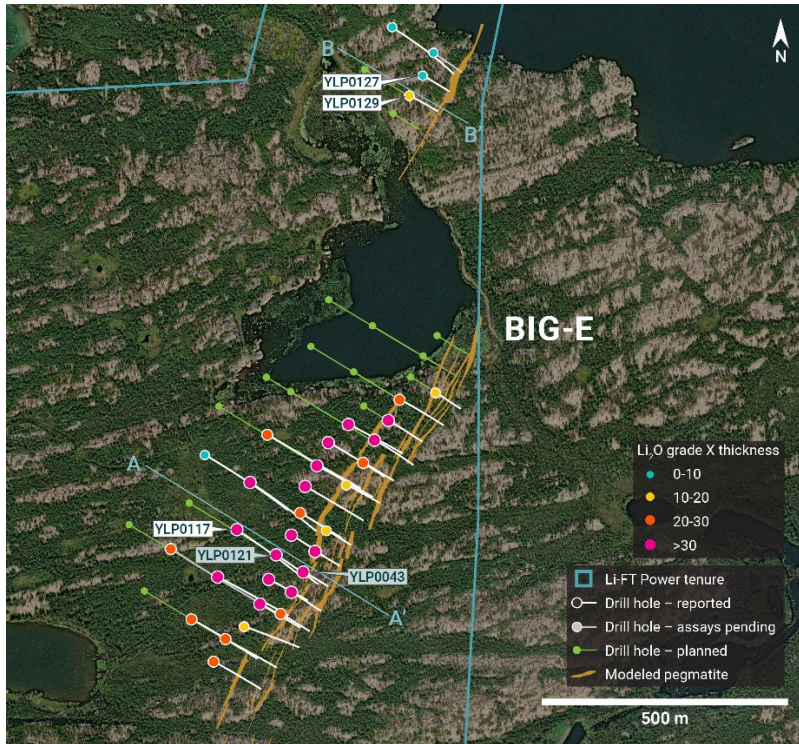 N
B
YLP0127
YLP0129
B'
BIG-E
Li₂O grade X thickness
0-10
10-20
20-30
>30
A
YLP0117
YLP0121
YLP0043
A'
Li-FT Power tenure
Drill hole – reported
Drill hole – assays pending
Drill hole – planned
Modeled pegmatite
500 m